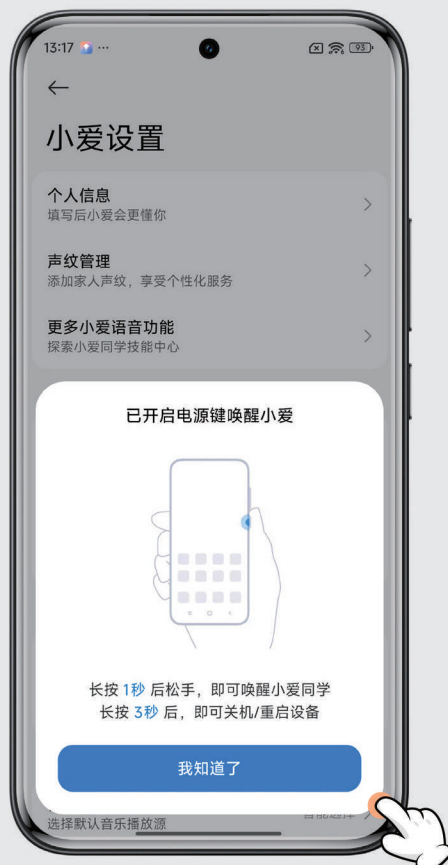 13:17 ...
93
小爱设置
个人信息
填写后小爱会更懂你
声纹管理
添加家人声纹，享受个性化服务
更多小爱语音功能
探索小爱同学技能中心
已开启电源键唤醒小爱
长按 1秒 后松手，即可唤醒小爱同学
长按 3秒 后，即可关机/重启设备
我知道了
选择默认音乐播放源